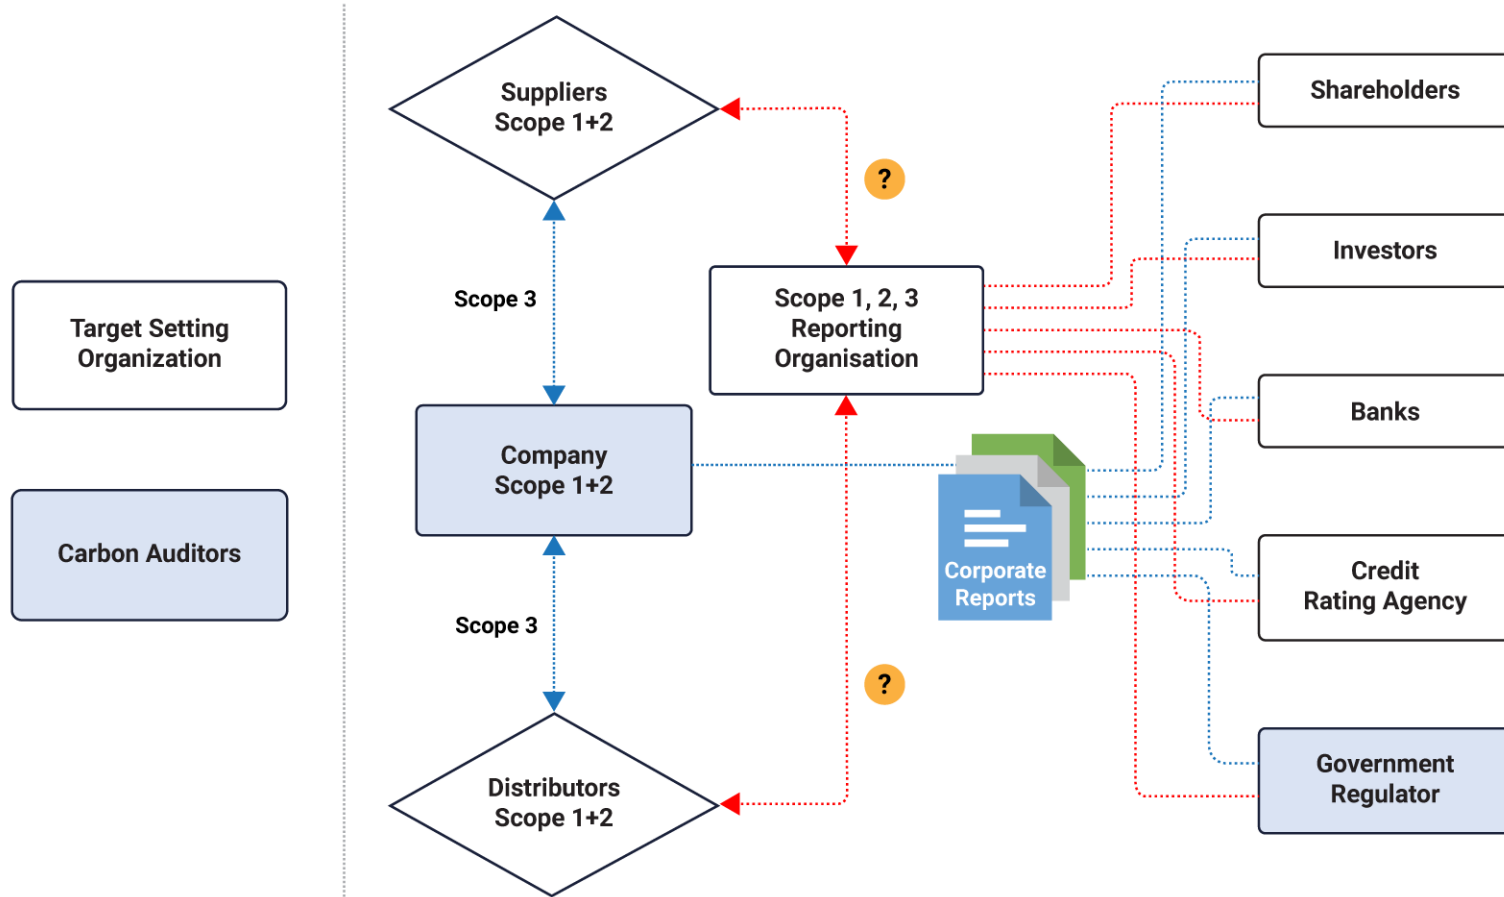 Suppliers
Scope 1+2
?
Shareholders
Investors
Scope 3
Scope 1, 2, 3
Reporting
Organisation
Target Setting
Organization
Banks
Company
Scope 1+2
Carbon Auditors
Corporate
Reports
Credit
Rating Agency
Scope 3
?
Distributors
Scope 1+2
Government
Regulator